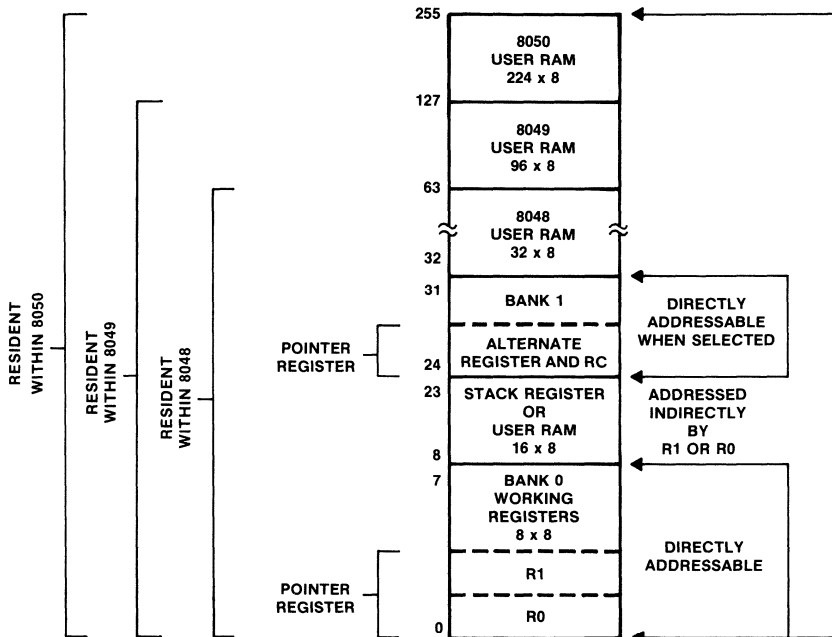 255
8050
USER RAM
224 x 8
127
8049
USER RAM
96 x 8
63
8048
USER RAM
32 x 8
32
31
BANK 1
DIRECTLY
ADDRESSABLE
WHEN SELECTED
POINTER
REGISTER
ALTERNATE
REGISTER AND RC
24
23
STACK REGISTER
OR
USER RAM
16 x 8
8
ADDRESSED
INDIRECTLY
BY
R1 OR R0
7
BANK 0
WORKING
REGISTERS
8 x 8
DIRECTLY
ADDRESSABLE
POINTER
REGISTER
R1
R0
0
RESIDENT
WITHIN 8050
RESIDENT
WITHIN 8049
RESIDENT
WITHIN 8048